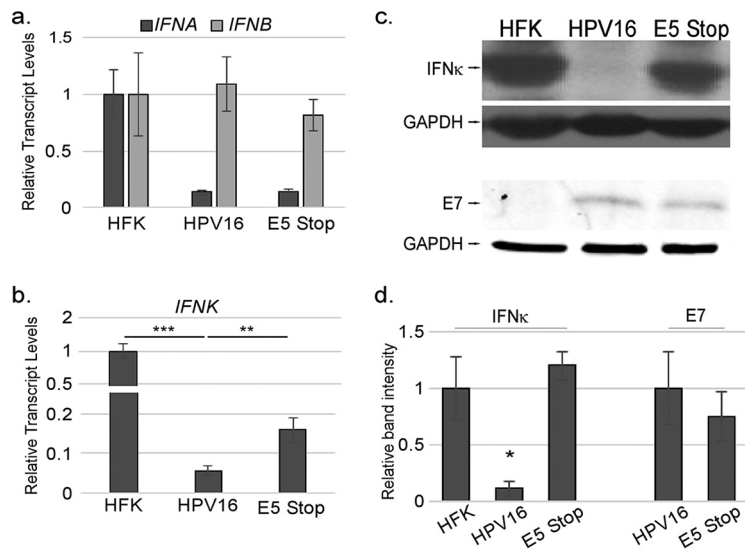 a.
IFNA IFNB
Relative Transcript Levels
1.5
1
0.5
0
HFK HPV16 E5 Stop
b.
IFNK
Relative Transcript Levels
2
1
0.5
0.2
0.1
0
*** **
HFK HPV16 E5 Stop
c.
HFK HPV16 E5 Stop
IFNκ
GAPDH
E7
GAPDH
d.
IFNκ E7
Relative band intensity
1.5
1
0.5
0
*
HFK HPV16 E5 Stop HPV16 E5 Stop